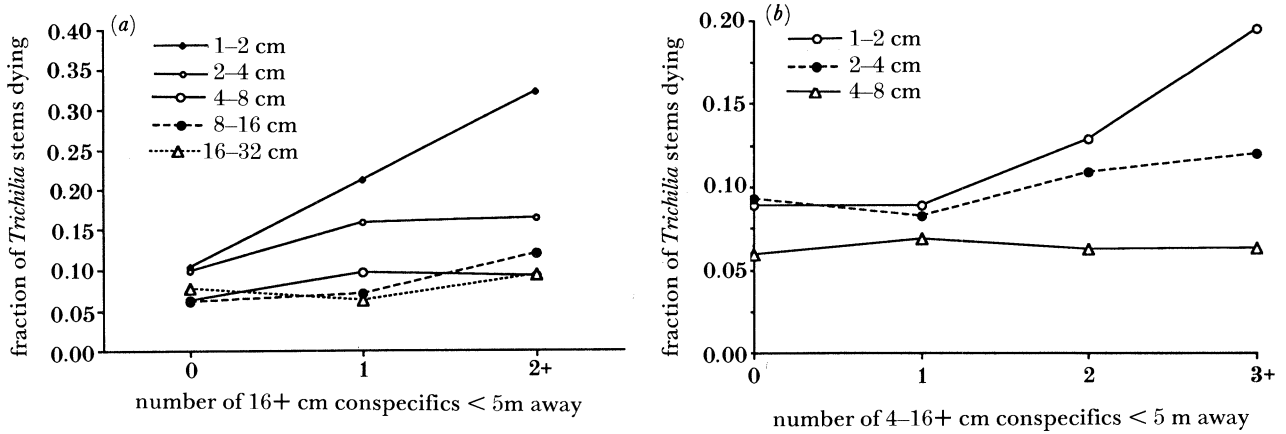 (a)
fraction of Trichilia stems dying
0.40
0.35
0.30
0.25
0.20
0.15
0.10
0.05
0.00
1–2 cm
2–4 cm
4–8 cm
8–16 cm
16–32 cm
0 1 2+
number of 16+ cm conspecifics < 5m away
(b)
fraction of Trichilia stems dying
0.20
0.15
0.10
0.05
0.00
1–2 cm
2–4 cm
4–8 cm
0 1 2 3+
number of 4–16+ cm conspecifics < 5 m away